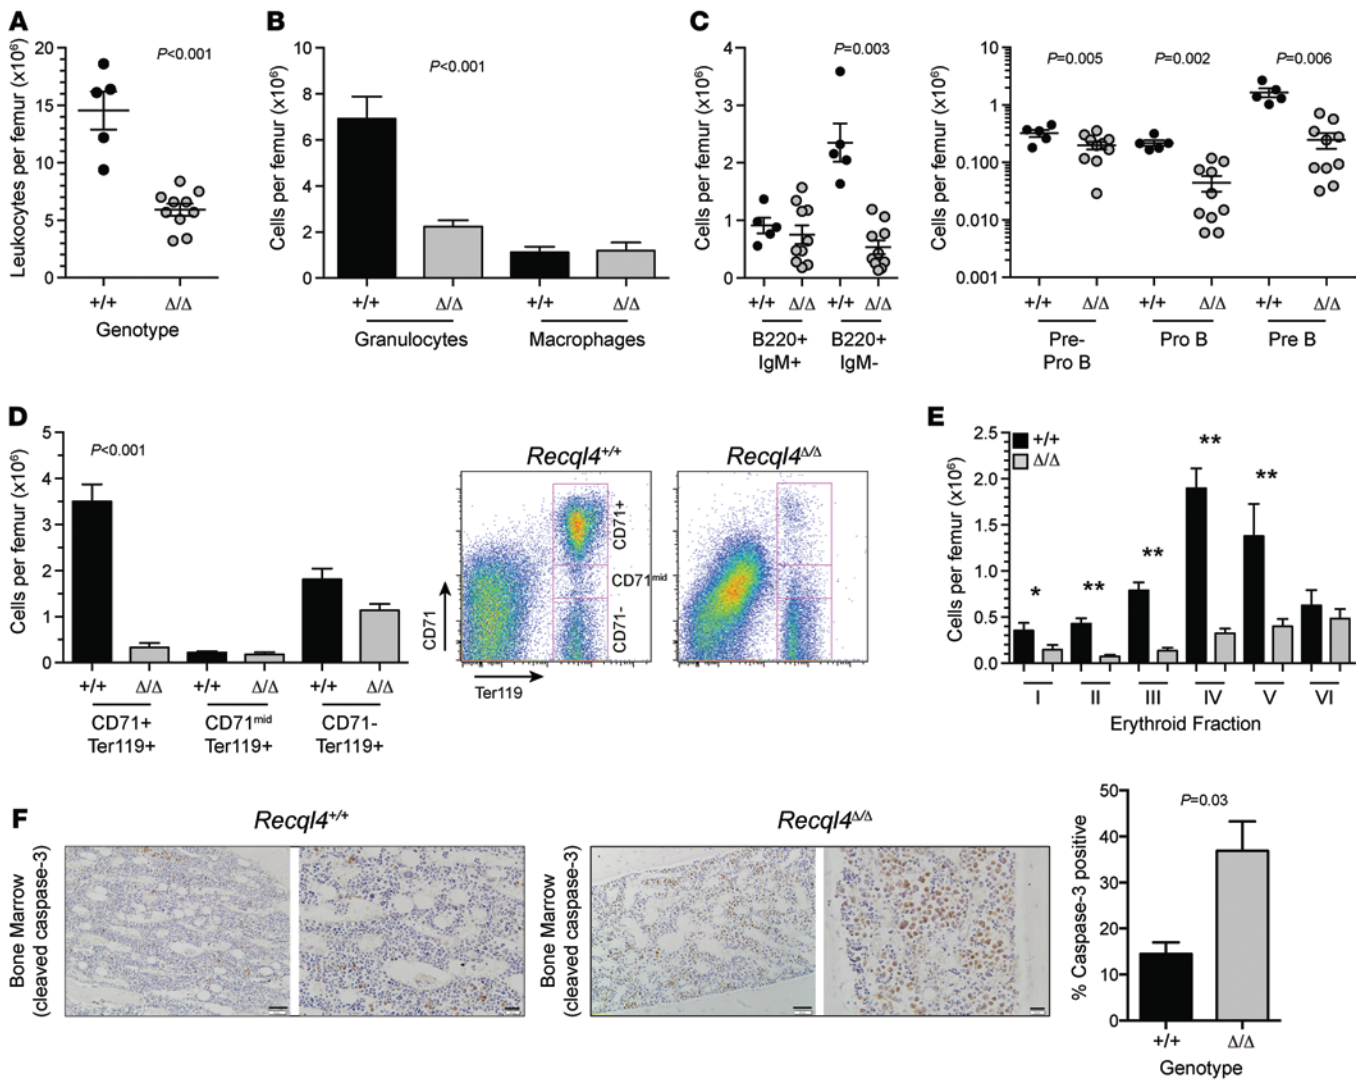 A
Leukocytes per femur (x10⁶)
20
15
10
5
0
P<0.001
+/+ Δ/Δ
Genotype
B
Cells per femur (x10⁶)
10
8
6
4
2
0
P<0.001
+/+ Δ/Δ +/+ Δ/Δ
Granulocytes Macrophages
C
Cells per femur (x10⁶)
4
3
2
1
0
P=0.003
+/+ Δ/Δ +/+ Δ/Δ
B220+ B220+
IgM+ IgM-
Cells per femur (x10⁶)
10
1
0.100
0.010
0.001
P=0.005 P=0.002 P=0.006
+/+ Δ/Δ +/+ Δ/Δ +/+ Δ/Δ
Pre- Pro B Pre B
Pro B
D
Cells per femur (x10⁶)
5
4
3
2
1
0
P<0.001
+/+ Δ/Δ +/+ Δ/Δ +/+ Δ/Δ
CD71+ CD71ᵐⁱᵈ CD71-
Ter119+ Ter119+ Ter119+
Recql4⁺/⁺ Recql4Δ/Δ
CD71+
CD71ᵐⁱᵈ
CD71-
CD71
Ter119
E
Cells per femur (x10⁶)
2.5
2.0
1.5
1.0
0.5
0.0
+/+
Δ/Δ
* ** ** ** **
I II III IV V VI
Erythroid Fraction
F
Recql4⁺/⁺
Bone Marrow
(cleaved caspase-3)
Recql4Δ/Δ
Bone Marrow
(cleaved caspase-3)
% Caspase-3 positive
50
40
30
20
10
0
P=0.03
+/+ Δ/Δ
Genotype